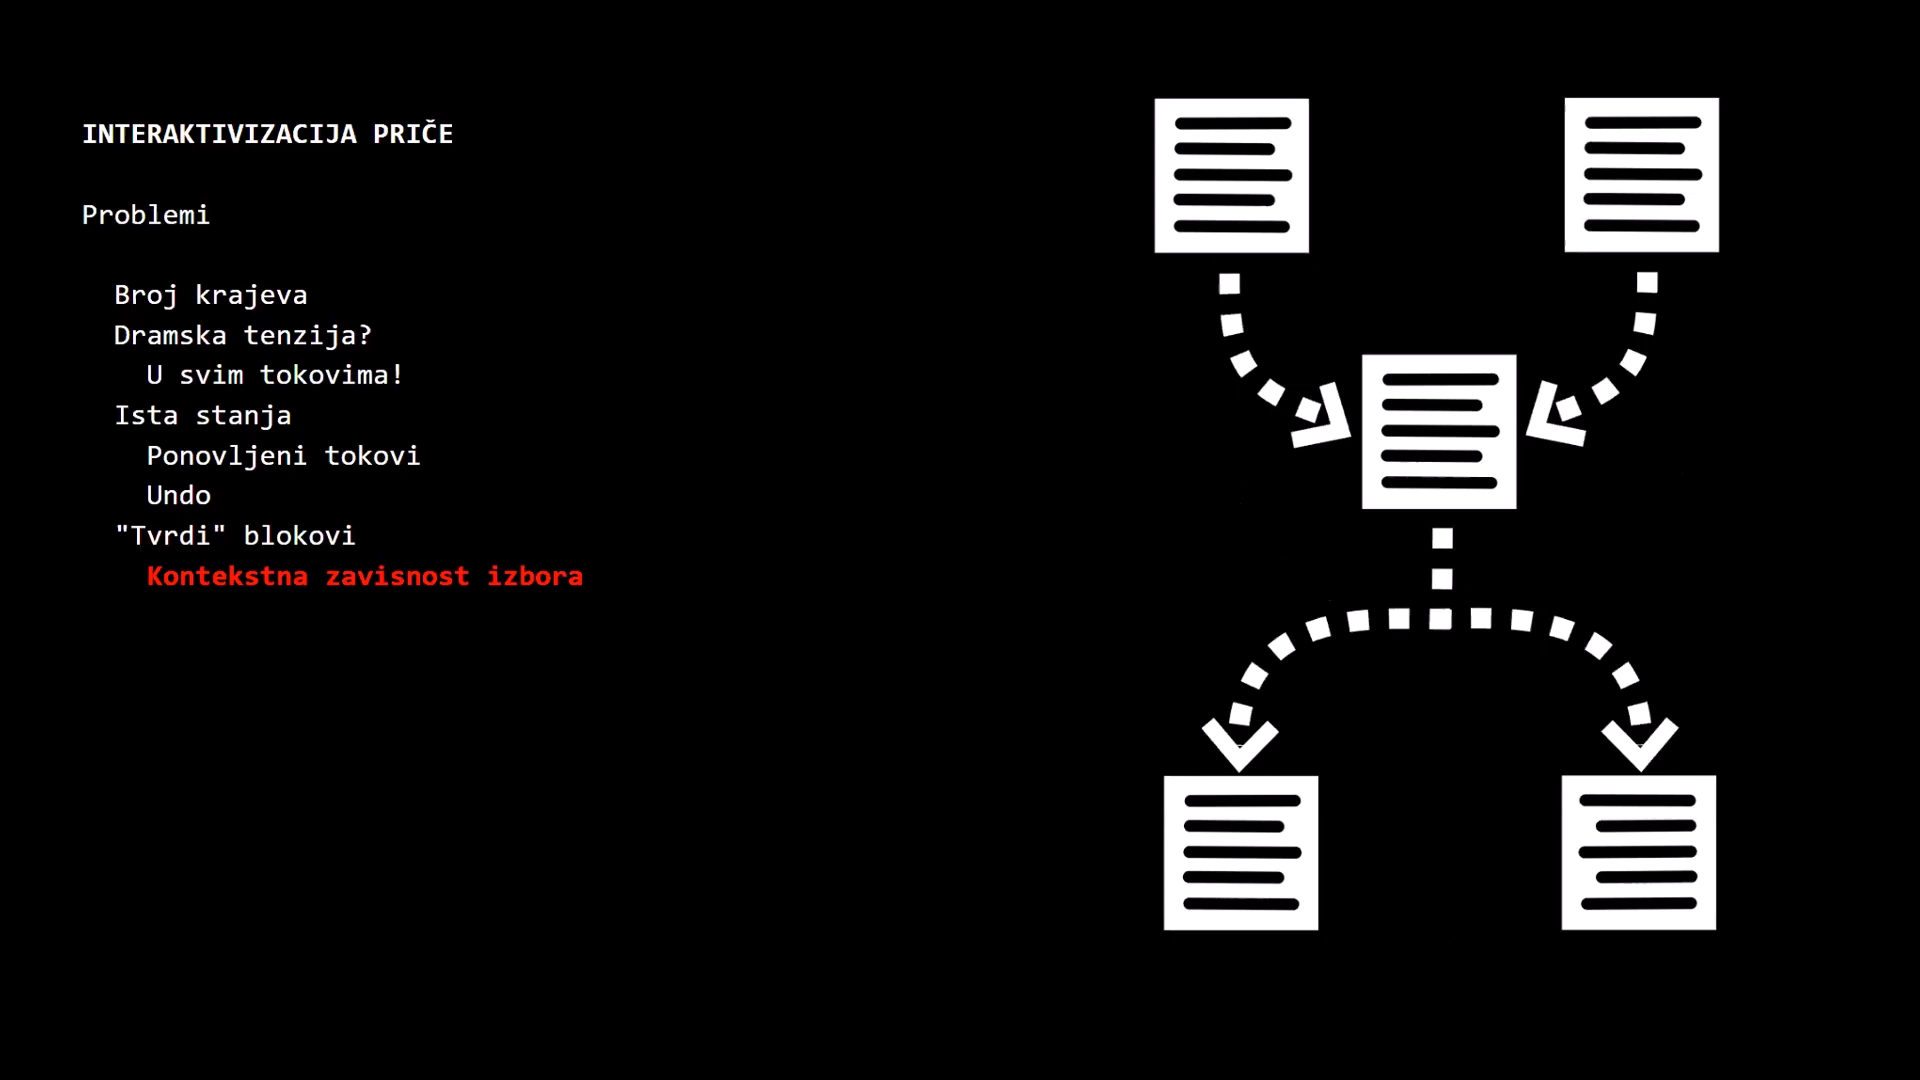 INTERAKTIVIZACIJA PRIČE
Problemi
Broj krajeva
Dramska tenzija?
U svim tokovima!
Ista stanja
Ponovljeni tokovi
Undo
"Tvrdi" blokovi
Kontekstna zavisnost izbora